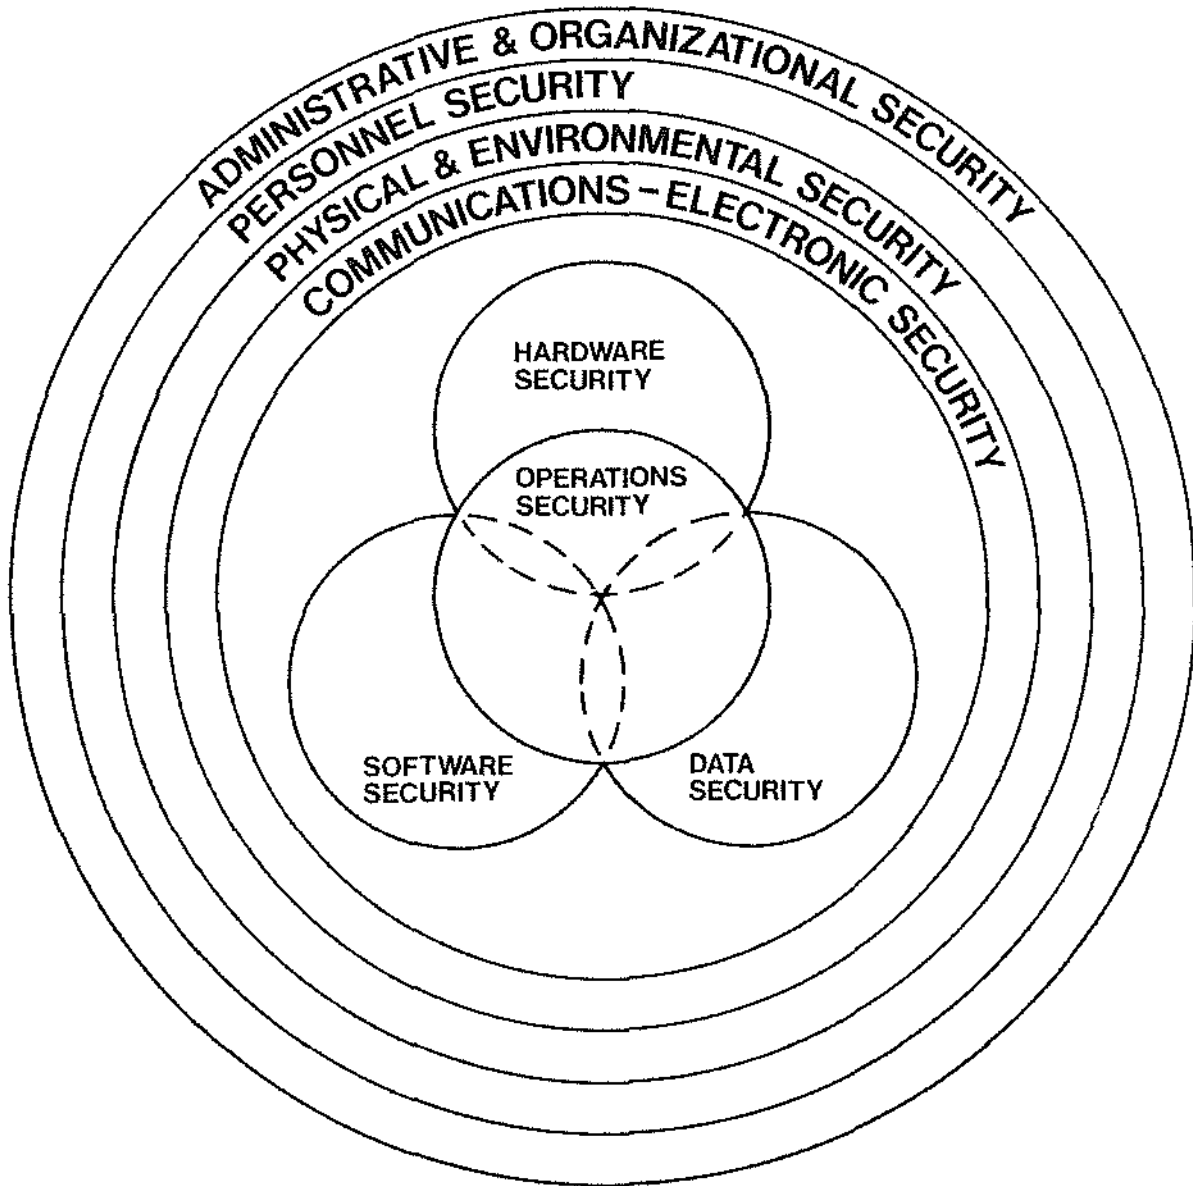 ADMINISTRATIVE & ORGANIZATIONAL SECURITY
PERSONNEL SECURITY
PHYSICAL & ENVIRONMENTAL SECURITY
COMMUNICATIONS – ELECTRONIC SECURITY
HARDWARE
SECURITY
OPERATIONS
SECURITY
SOFTWARE
SECURITY
DATA
SECURITY